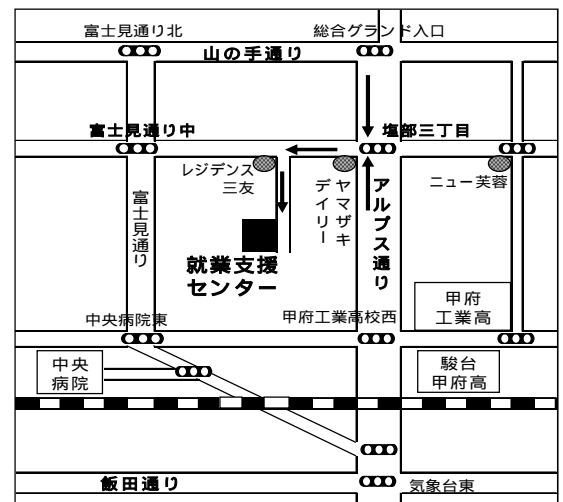 富士見通り北
総合グランド入口
山の手通り
富士見通り中
塩部三丁目
レジデンス
三友
ヤマザキ
デイリー
アルプス通り
ニュー芙蓉
富士見通り
就業支援
センター
甲府
工業高
中央病院東
甲府工業高校西
中央
病院
駿台
甲府高
飯田通り
気象台東